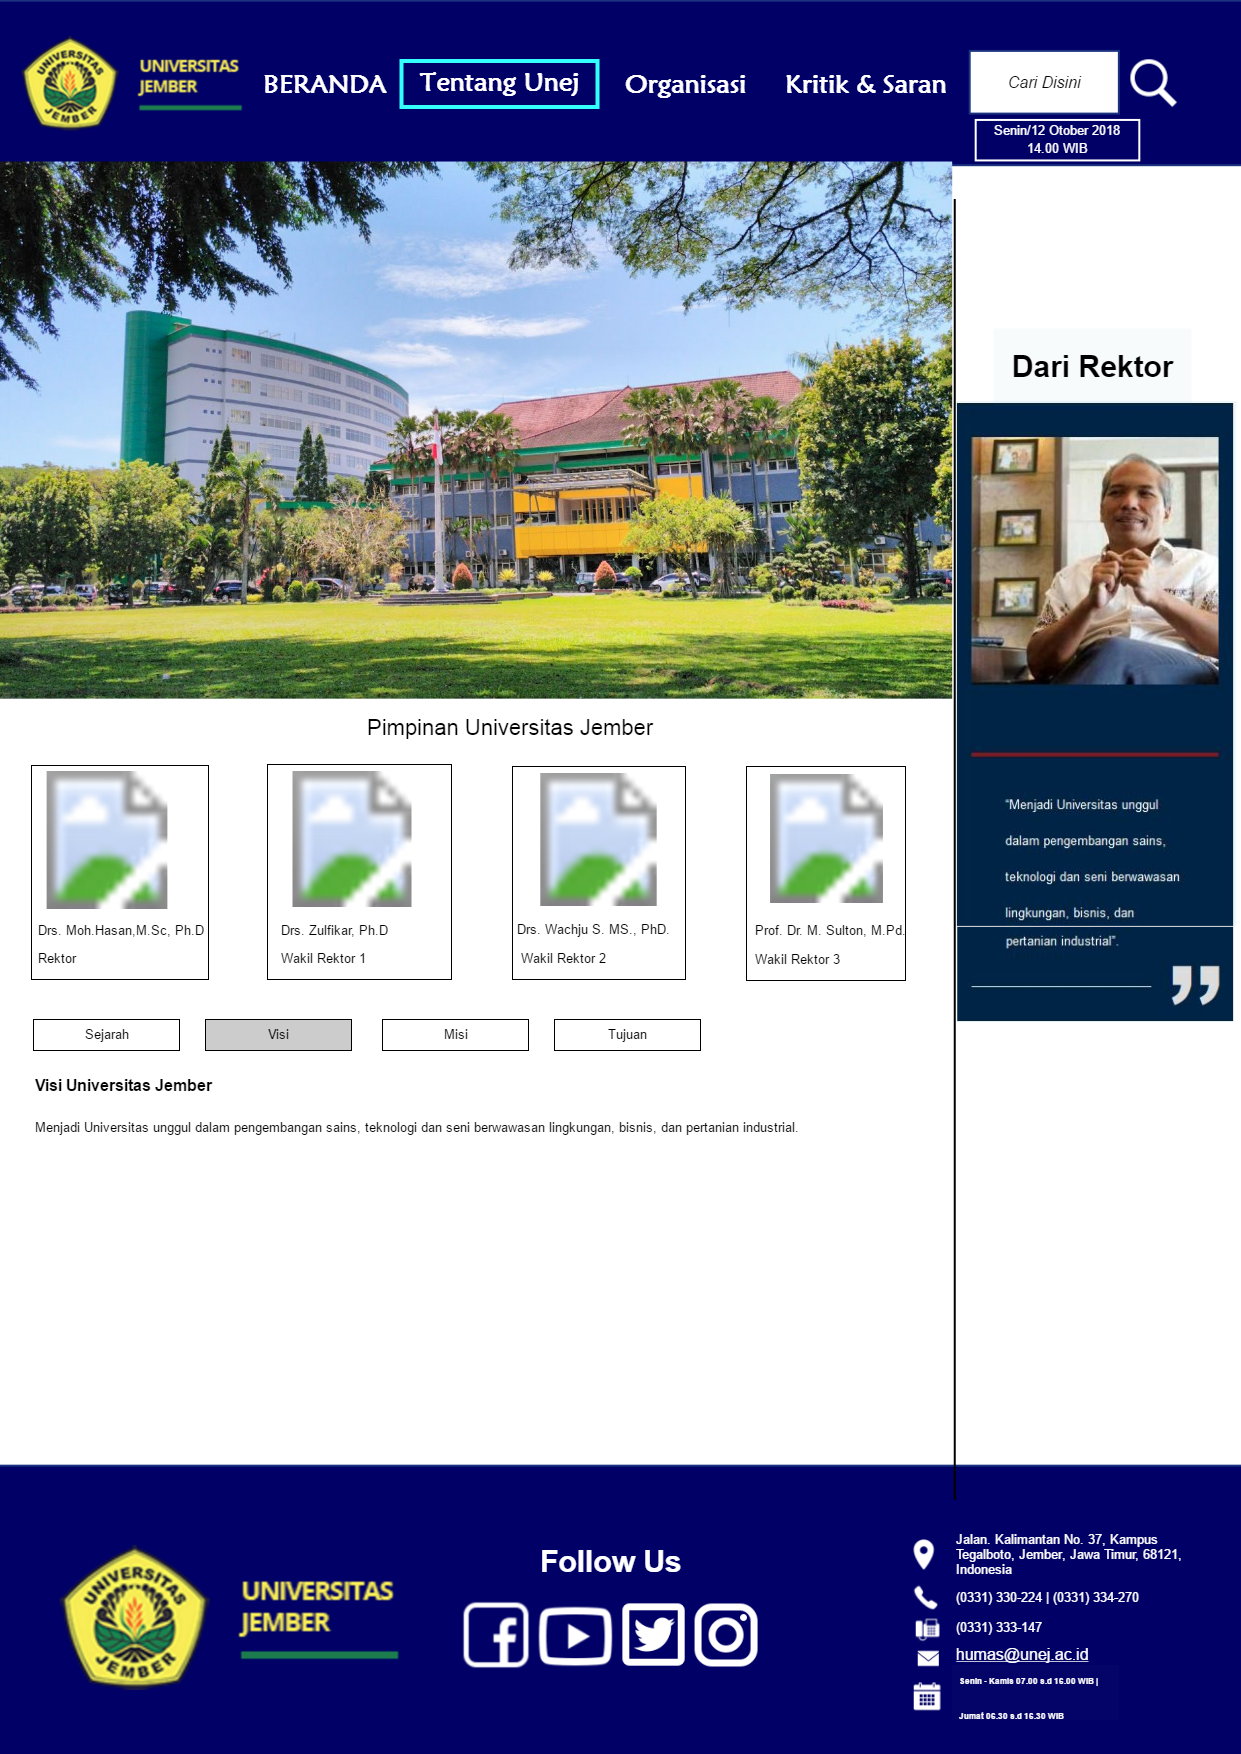 UNIVERSITAS JEMBER
UNIVERSITAS
JEMBER
BERANDA
Tentang Unej
Organisasi
Kritik & Saran
Cari Disini
Senin/12 Otober 2018
14.00 WIB
Dari Rektor
“Menjadi Universitas unggul
dalam pengembangan sains,
teknologi dan seni berwawasan
lingkungan, bisnis, dan
pertanian industrial”.
Pimpinan Universitas Jember
Drs. Moh.Hasan,M.Sc, Ph.D
Rektor
Drs. Zulfikar, Ph.D
Wakil Rektor 1
Drs. Wachju S. MS., PhD.
Wakil Rektor 2
Prof. Dr. M. Sulton, M.Pd.
Wakil Rektor 3
Sejarah
Visi
Misi
Tujuan
Visi Universitas Jember
Menjadi Universitas unggul dalam pengembangan sains, teknologi dan seni berwawasan lingkungan, bisnis, dan pertanian industrial.
UNIVERSITAS JEMBER
UNIVERSITAS
JEMBER
Follow Us
Jalan. Kalimantan No. 37, Kampus
Tegalboto, Jember, Jawa Timur, 68121,
Indonesia
(0331) 330-224 | (0331) 334-270
(0331) 333-147
humas@unej.ac.id
Senin - Kamis 07.00 s.d 16.00 WIB |
Jumat 06.30 s.d 16.30 WIB